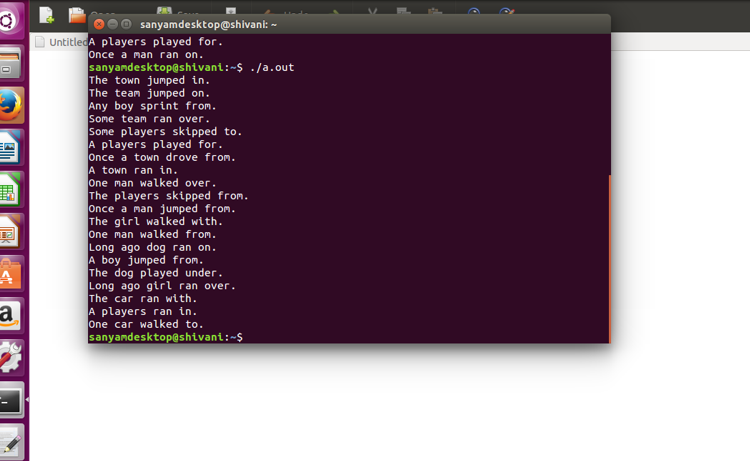 sanyamdesktop@shivani: ~
Untitled
A players played for.
Once a man ran on.
sanyamdesktop@shivani:~$ ./a.out
The town jumped in.
The team jumped on.
Any boy sprint from.
Some team ran over.
Some players skipped to.
A players played for.
Once a town drove from.
A town ran in.
One man walked over.
The players skipped from.
Once a man jumped from.
The girl walked with.
One man walked from.
Long ago dog ran on.
A boy jumped from.
The dog played under.
Long ago girl ran over.
The car ran with.
A players ran in.
One car walked to.
sanyamdesktop@shivani:~$